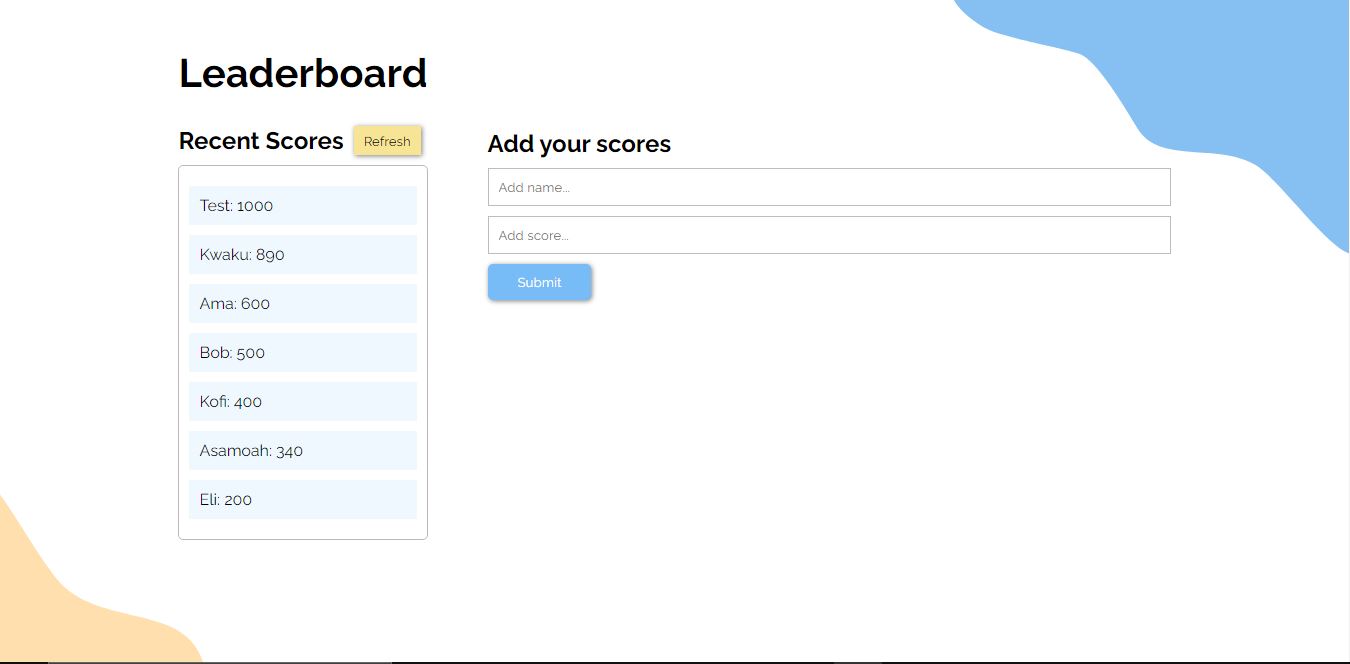 Leaderboard
Recent Scores
Refresh
Test: 1000
Kwaku: 890
Ama: 600
Bob: 500
Kofi: 400
Asamoah: 340
Eli: 200
Add your scores
Add name...
Add score...
Submit